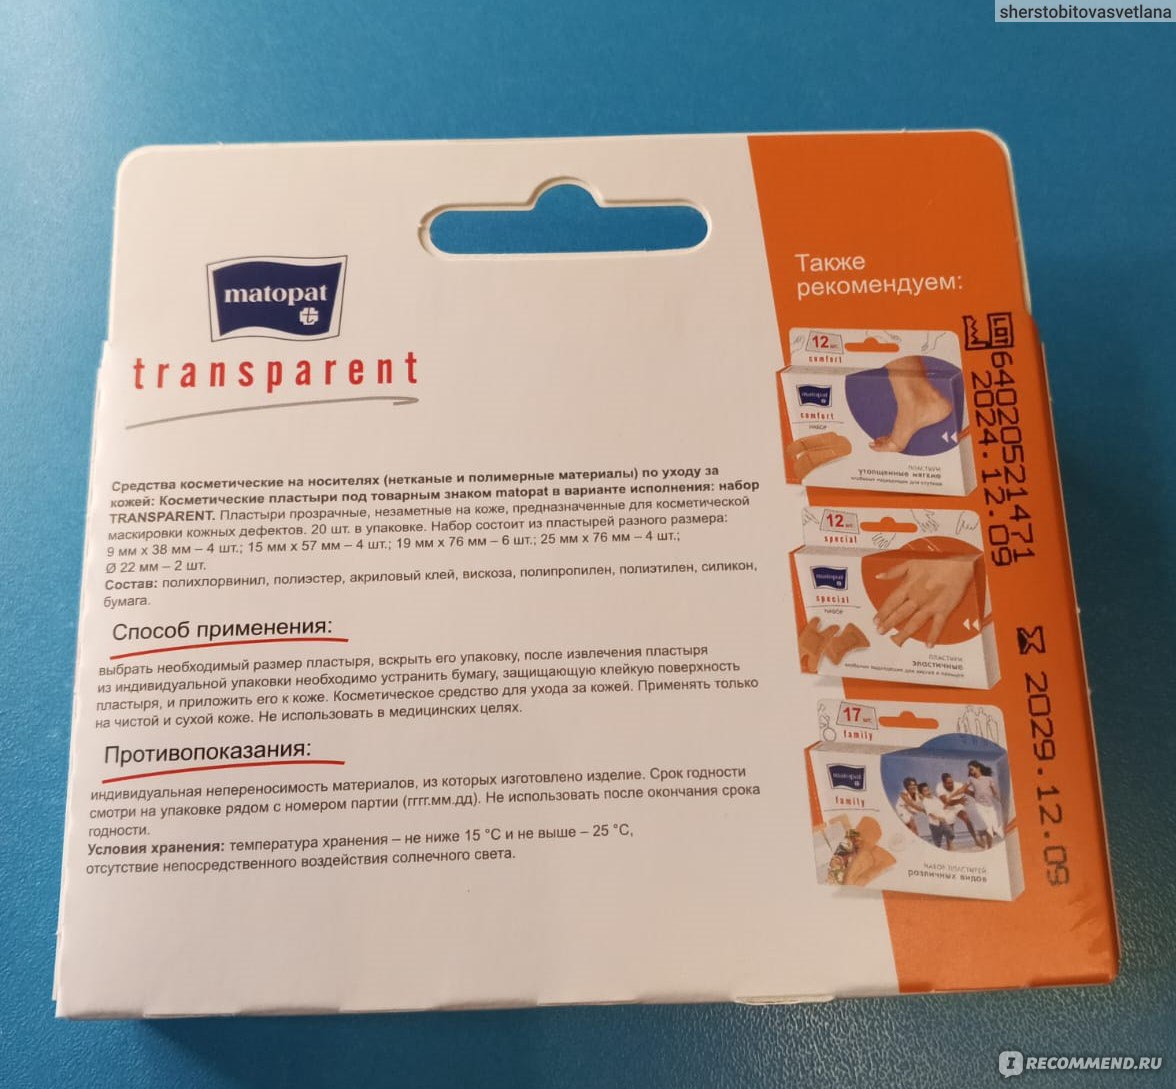 sherstobitovasvetlana
matopat
transparent
Средства косметические на носителях (нетканые и полимерные материалы) по уходу за
кожей: Косметические пластыри под товарным знаком matopat в варианте исполнения: набор
TRANSPARENT. Пластыри прозрачные, незаметные на коже, предназначенные для косметической
маскировки кожных дефектов. 20 шт. в упаковке. Набор состоит из пластырей разного размера:
9 мм x 38 мм – 4 шт.; 15 мм x 57 мм – 4 шт.; 19 мм x 76 мм – 6 шт.; 25 мм x 76 мм – 4 шт.;
Ø 22 мм – 2 шт.
Состав: полихлорвинил, полиэстер, акриловый клей, вискоза, полипропилен, полиэтилен, силикон,
бумага.
Способ применения:
выбрать необходимый размер пластыря, вскрыть его упаковку, после извлечения пластыря
из индивидуальной упаковки необходимо устранить бумагу, защищающую клейкую поверхность
пластыря, и приложить его к коже. Косметическое средство для ухода за кожей. Применять только
на чистой и сухой коже. Не использовать в медицинских целях.
Противопоказания:
индивидуальная непереносимость материалов, из которых изготовлено изделие. Срок годности
смотри на упаковке рядом с номером партии (гггг.мм.дд). Не использовать после окончания срока
годности.
Условия хранения: температура хранения – не ниже 15 °C и не выше – 25 °C,
отсутствие непосредственного воздействия солнечного света.
Также
рекомендуем:
12 шт.
comfort
matopat
comfort
НАБОР
ПЛАСТЫРИ
утолщенные мягкие
12 шт.
special
matopat
special
НАБОР
ПЛАСТЫРИ
эластичные
17 шт.
family
matopat
family
НАБОР ПЛАСТЫРЕЙ
различных видов
LOT 64020521471
2024.12.09
2029.12.09
IRECOMMEND.RU